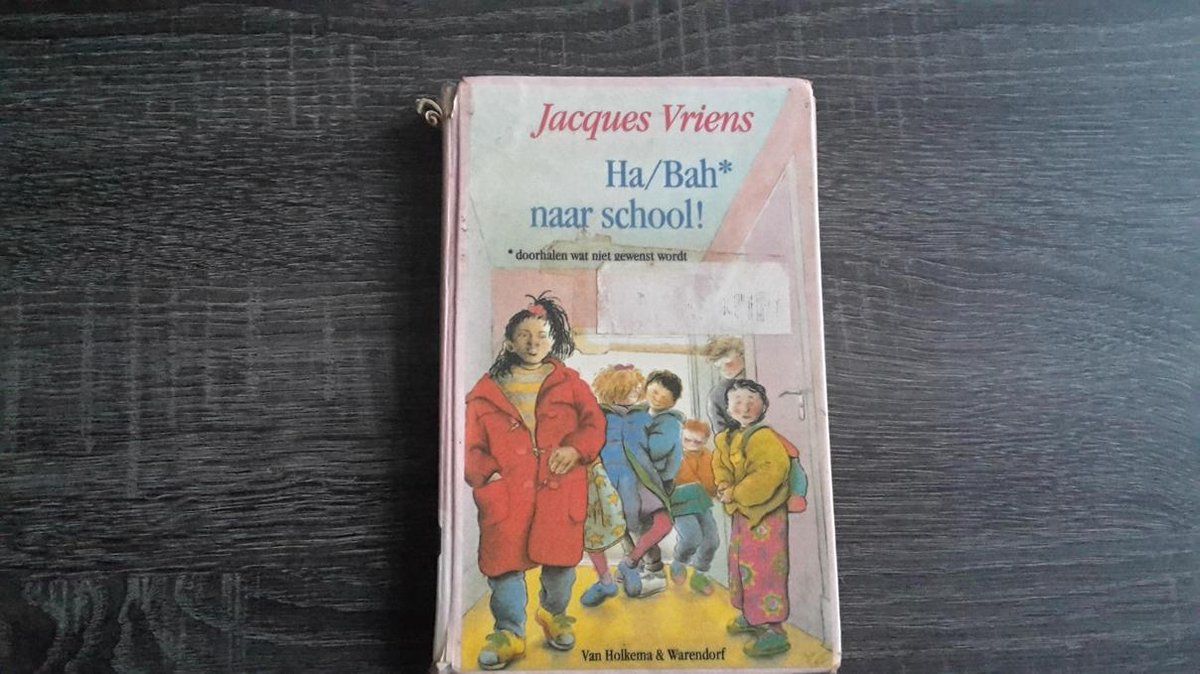 Jacques Vriens
Ha/Bah*
naar school!
* doorhalen wat niet gewenst wordt
Van Holkema & Warendorf